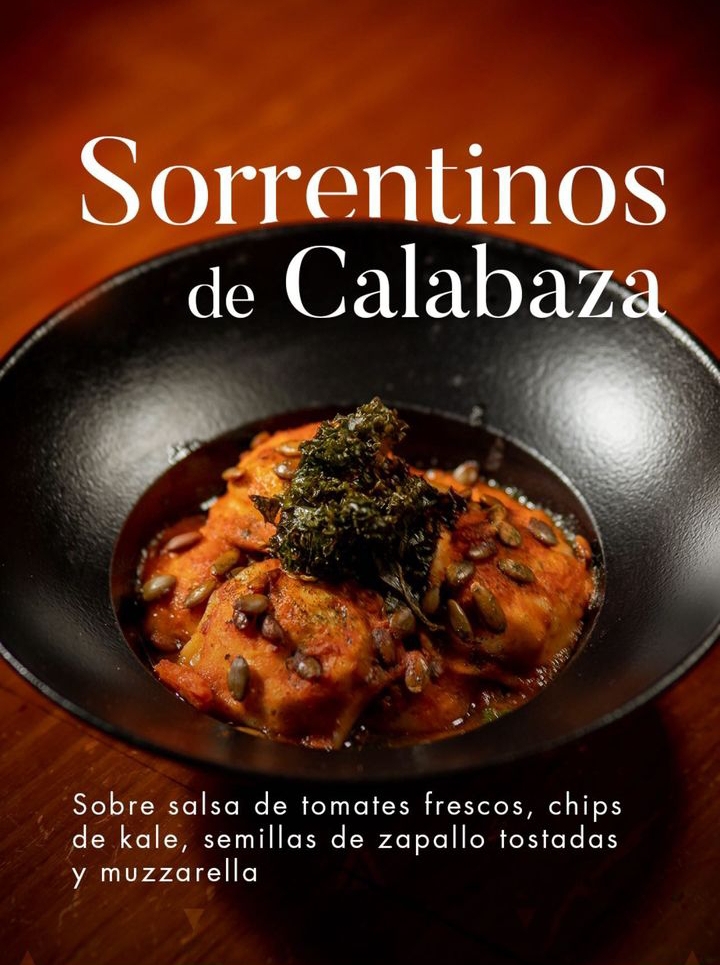 Sorrentinos
de Calabaza
Sobre salsa de tomates frescos, chips
de kale, semillas de zapallo tostadas
y muzzarella